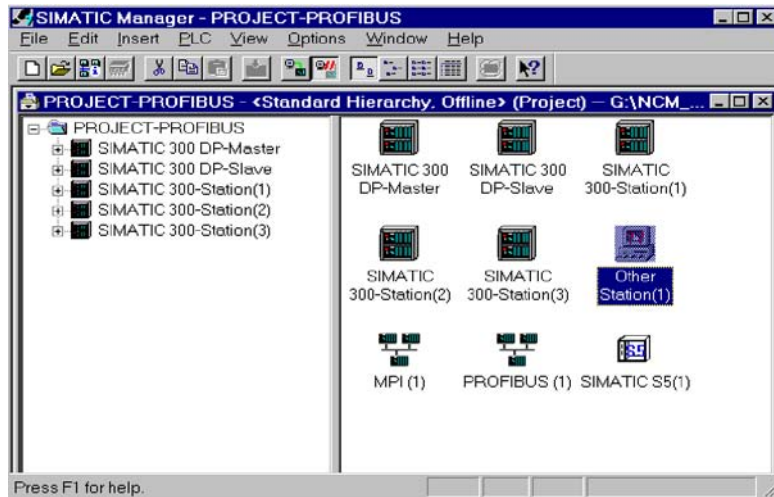 SIMATIC Manager - PROJECT-PROFIBUS
File Edit Insert PLC View Options Window Help
PROJECT-PROFIBUS - <Standard Hierarchy, Offline> (Project) -- G:\NCM_...
PROJECT-PROFIBUS
SIMATIC 300 DP-Master
SIMATIC 300 DP-Slave
SIMATIC 300-Station(1)
SIMATIC 300-Station(2)
SIMATIC 300-Station(3)
SIMATIC 300
DP-Master
SIMATIC 300
DP-Slave
SIMATIC
300-Station(1)
SIMATIC
300-Station(2)
SIMATIC
300-Station(3)
Other
Station(1)
MPI (1)
PROFIBUS (1)
S5
SIMATIC S5(1)
Press F1 for help.